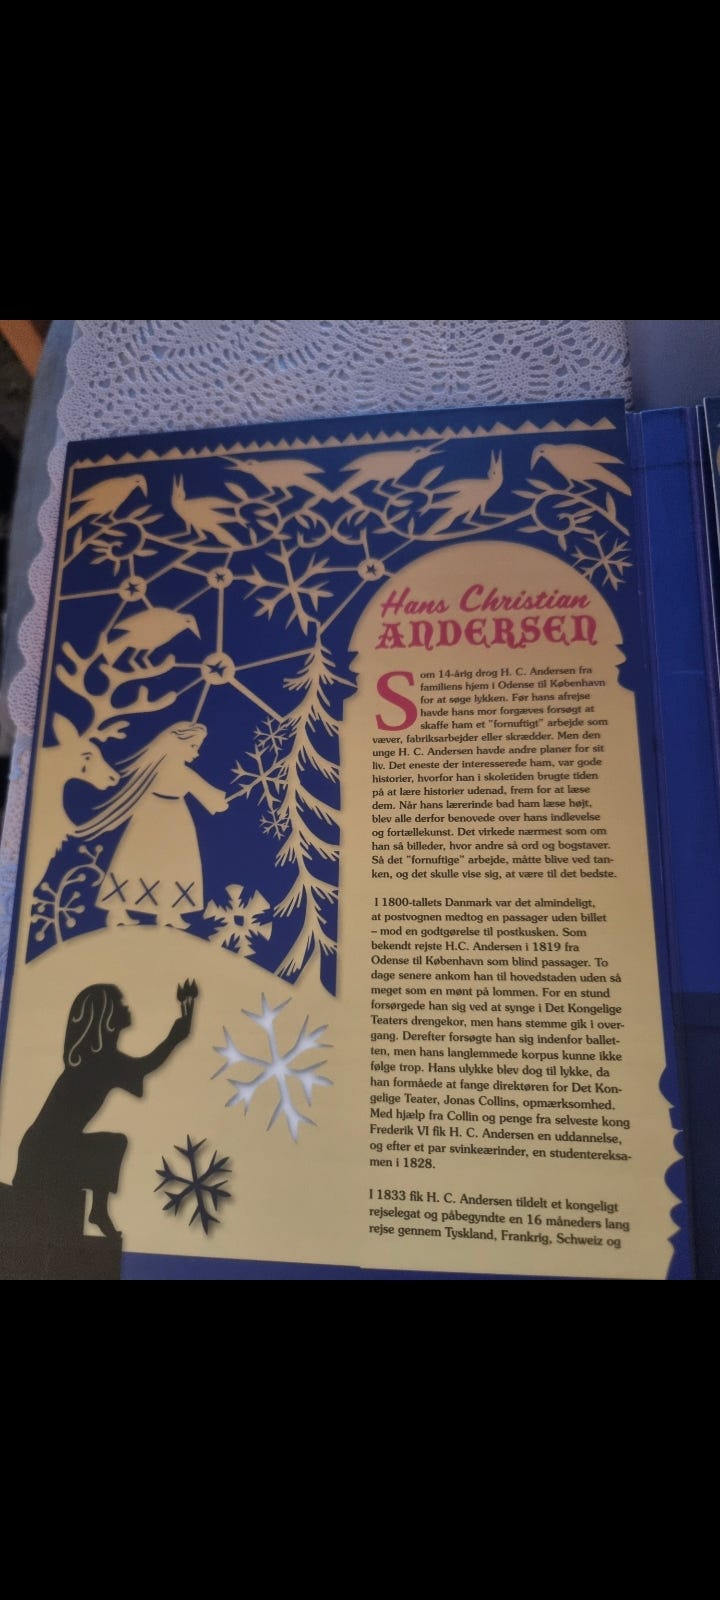 Hans Christian
ANDERSEN
Som 14-årig drog H. C. Andersen fra
familiens hjem i Odense til København
for at søge lykken. Før hans afrejse
havde hans mor forgæves forsøgt at
skaffe ham et "fornuftigt" arbejde som
væver, fabriksarbejder eller skrædder. Men den
unge H. C. Andersen havde andre planer for sit
liv. Det eneste der interesserede ham, var gode
historier, hvorfor han i skoletiden brugte tiden
på at lære historier udenad, frem for at læse
dem. Når hans lærerinde bad ham læse højt,
blev alle derfor benovede over hans indlevelse
og fortællekunst. Det virkede nærmest som om
han så billeder, hvor andre så ord og bogstaver.
Så det "fornuftige" arbejde, måtte blive ved tan-
ken, og det skulle vise sig, at være til det bedste.
I 1800-tallets Danmark var det almindeligt,
at postvognen medtog en passager uden billet
– mod en godtgørelse til postkusken. Som
bekendt rejste H.C. Andersen i 1819 fra
Odense til København som blind passager. To
dage senere ankom han til hovedstaden uden så
meget som en mønt på lommen. For en stund
forsørgede han sig ved at synge i Det Kongelige
Teaters drengekor, men hans stemme gik i over-
gang. Derefter forsøgte han sig indenfor ballet-
ten, men hans langlemmede korpus kunne ikke
følge trop. Hans ulykke blev dog til lykke, da
han formåede at fange direktøren for Det Kon-
gelige Teater, Jonas Collins, opmærksomhed.
Med hjælp fra Collin og penge fra selveste kong
Frederik VI fik H. C. Andersen en uddannelse,
og efter et par svinkeærinder, en studentereksa-
men i 1828.
I 1833 fik H. C. Andersen tildelt et kongeligt
rejselegat og påbegyndte en 16 måneders lang
rejse gennem Tyskland, Frankrig, Schweiz og